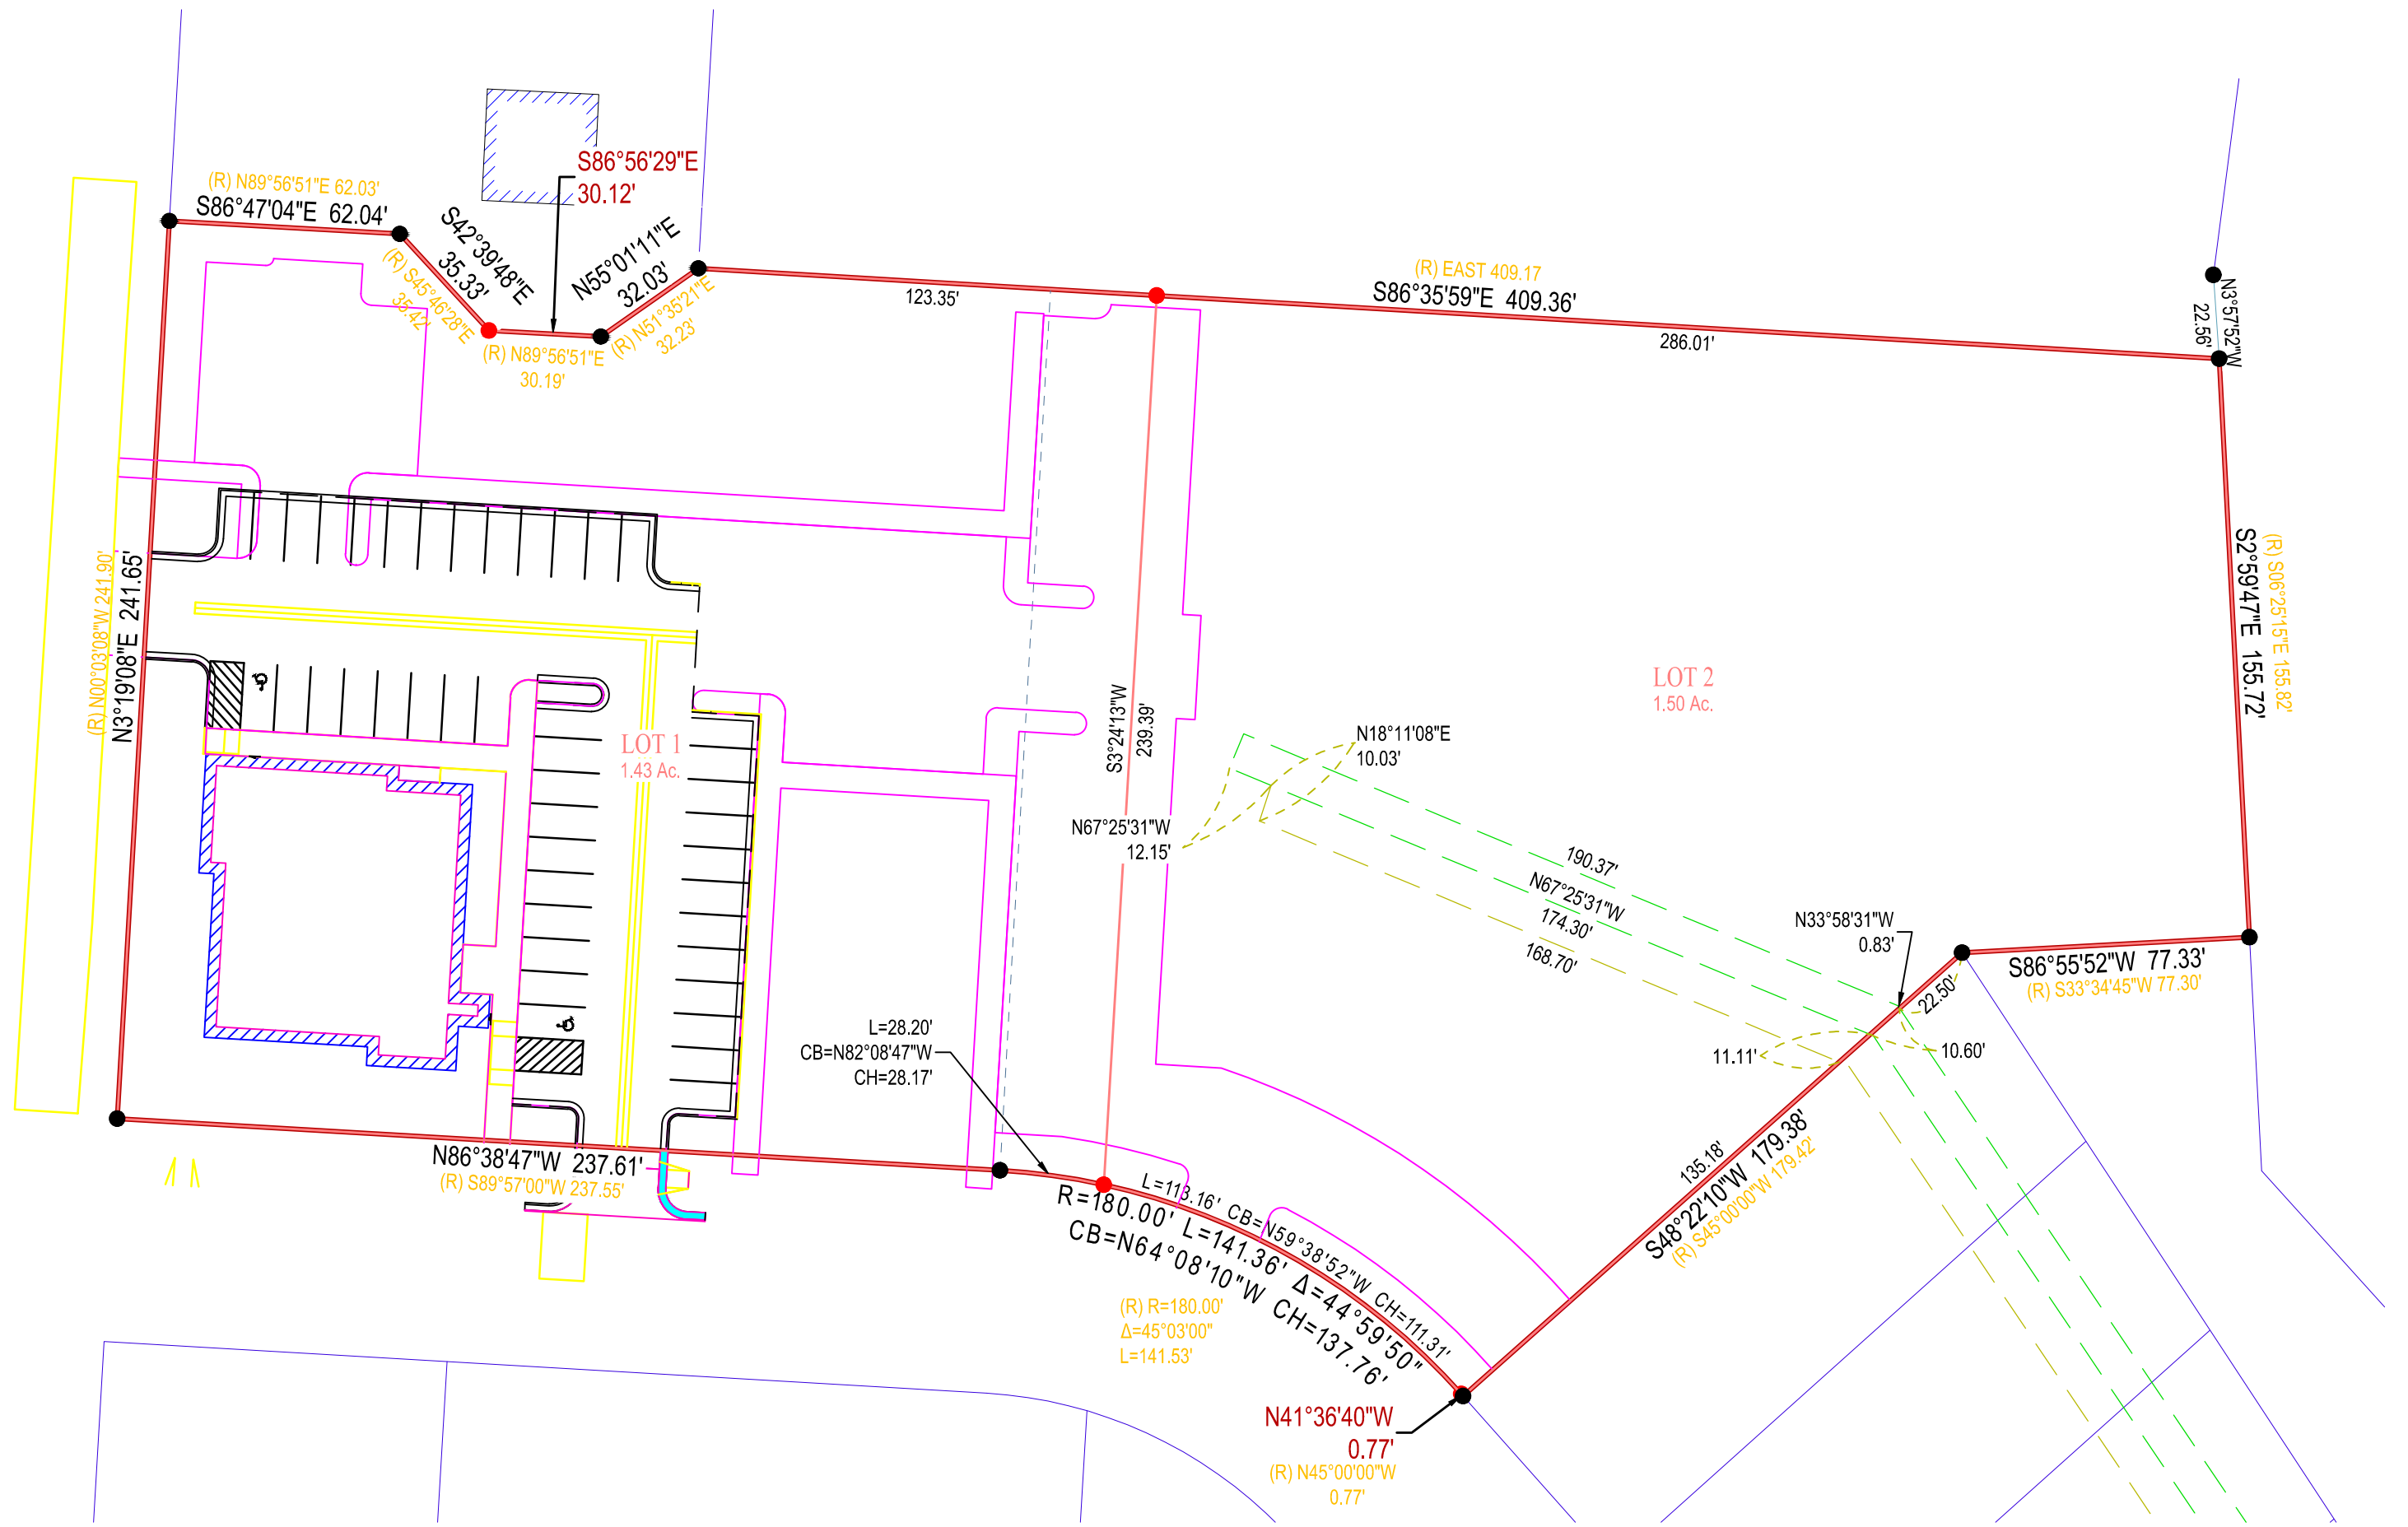 (R) N89°56'51"E 62.03'
S86°47'04"E 62.04'
S86°56'29"E
30.12'
S42°39'48"E
35.33'
(R) S45°46'28"E
35.42'
N55°01'11"E
32.03'
(R) N51°35'21"E
32.23'
(R) N89°56'51"E
30.19'
123.35'
(R) EAST 409.17
S86°35'59"E 409.36'
286.01'
N3°57'52"W
22.56'
(R) N00°03'08"W 241.90'
N3°19'08"E 241.65'
S2°59'47"E 155.72'
(R) S06°25'15"E 155.82'
LOT 1
1.43 Ac.
LOT 2
1.50 Ac.
S3°24'13"W
239.39'
N18°11'08"E
10.03'
N67°25'31"W
12.15'
190.37'
N67°25'31"W
174.30'
168.70'
N33°58'31"W
0.83'
S86°55'52"W 77.33'
(R) S33°34'45"W 77.30'
22.50'
10.60'
11.11'
L=28.20'
CB=N82°08'47"W
CH=28.17'
135.18'
S48°22'10"W 179.38'
(R) S45°00'00"W 179.42'
N86°38'47"W 237.61'
(R) S89°57'00"W 237.55'
L=113.16' CB=N59°38'52"W CH=111.31'
R=180.00' L=141.36' Δ=44°59'50"
CB=N64°08'10"W CH=137.76'
(R) R=180.00'
Δ=45°03'00"
L=141.53'
N41°36'40"W
0.77'
(R) N45°00'00"W
0.77'